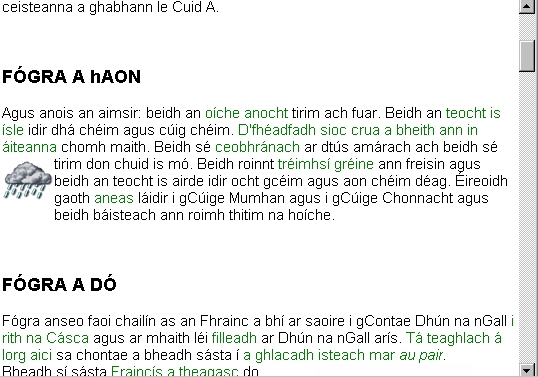 ceisteanna a ghabhann le Cuid A.
FÓGRA A hAON
Agus anois an aimsir: beidh an oíche anocht tirim ach fuar. Beidh an teocht is
ísle idir dhá chéim agus cúig chéim. D'fhéadfadh sioc crua a bheith ann in
áiteanna chomh maith. Beidh sé ceobhránach ar dtús amárach ach beidh sé
tirim don chuid is mó. Beidh roinnt tréimhsí gréine ann freisin agus
beidh an teocht is airde idir ocht gcéim agus aon chéim déag. Éireoidh
gaoth aneas láidir i gCúige Mumhan agus i gCúige Chonnacht agus
beidh báisteach ann roimh thitim na hoíche.
FÓGRA A DÓ
Fógra anseo faoi chailín as an Fhrainc a bhí ar saoire i gContae Dhún na nGall i
rith na Cásca agus ar mhaith léi filleadh ar Dhún na nGall arís. Tá teaghlach á
lorg aici sa chontae a bheadh sásta í a ghlacadh isteach mar au pair.
Bheadh sí sásta Fraincís a theagasc do